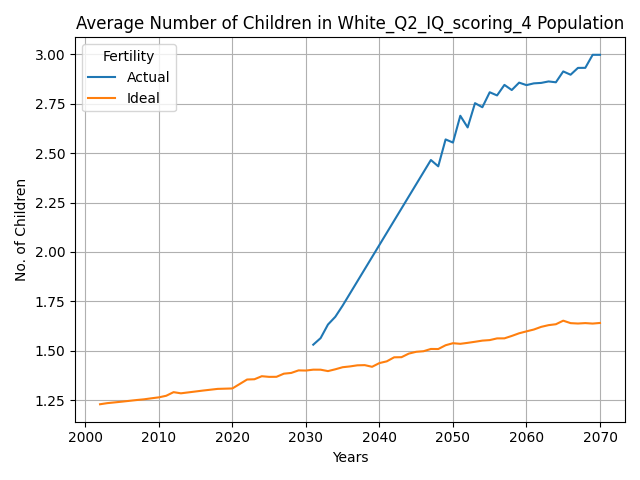 Average Number of Children in White_Q2_IQ_scoring_4 Population
Fertility
Actual
Ideal
3.00
2.75
2.50
2.25
2.00
1.75
1.50
1.25
No. of Children
2000 2010 2020 2030 2040 2050 2060 2070
Years